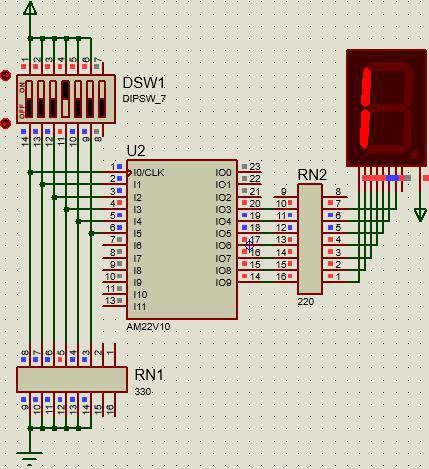 1 2 3 4 5 6 7
DSW1
ON
OFF
DIPSW_7
14 13 12 11 10 9 8
U2
1 I0/CLK IO0 23
2 I1 IO1 22
3 I2 IO2 21
4 I3 IO3 20
5 I4 IO4 19
6 I5 IO5 18
7 I6 IO6 17
8 I7 IO7 16
9 I8 IO8 15
10 I9 IO9 14
11 I10
13 I11
AM22V10
RN2
9 8
10 7
11 6
12 5
13 4
14 3
15 2
16 1
220
8 7 6 5 4 3 2 1
RN1
330
9 10 11 12 13 14 15 16